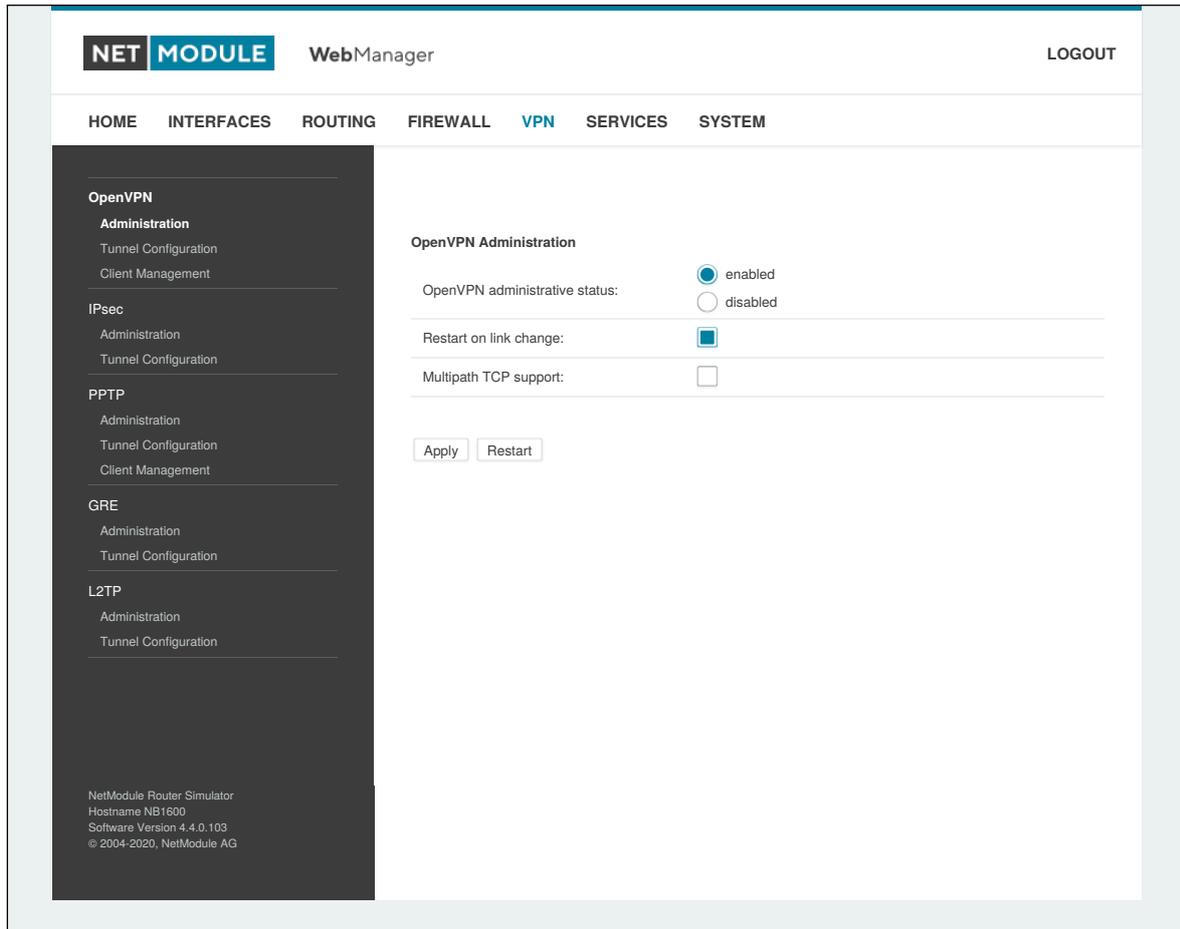 NET MODULE WebManager LOGOUT
HOME INTERFACES ROUTING FIREWALL VPN SERVICES SYSTEM
OpenVPN
Administration
Tunnel Configuration
Client Management
IPsec
Administration
Tunnel Configuration
PPTP
Administration
Tunnel Configuration
Client Management
GRE
Administration
Tunnel Configuration
L2TP
Administration
Tunnel Configuration
NetModule Router Simulator
Hostname NB1600
Software Version 4.4.0.103
© 2004-2020, NetModule AG
OpenVPN Administration
OpenVPN administrative status:
enabled
disabled
Restart on link change:
Multipath TCP support:
Apply Restart